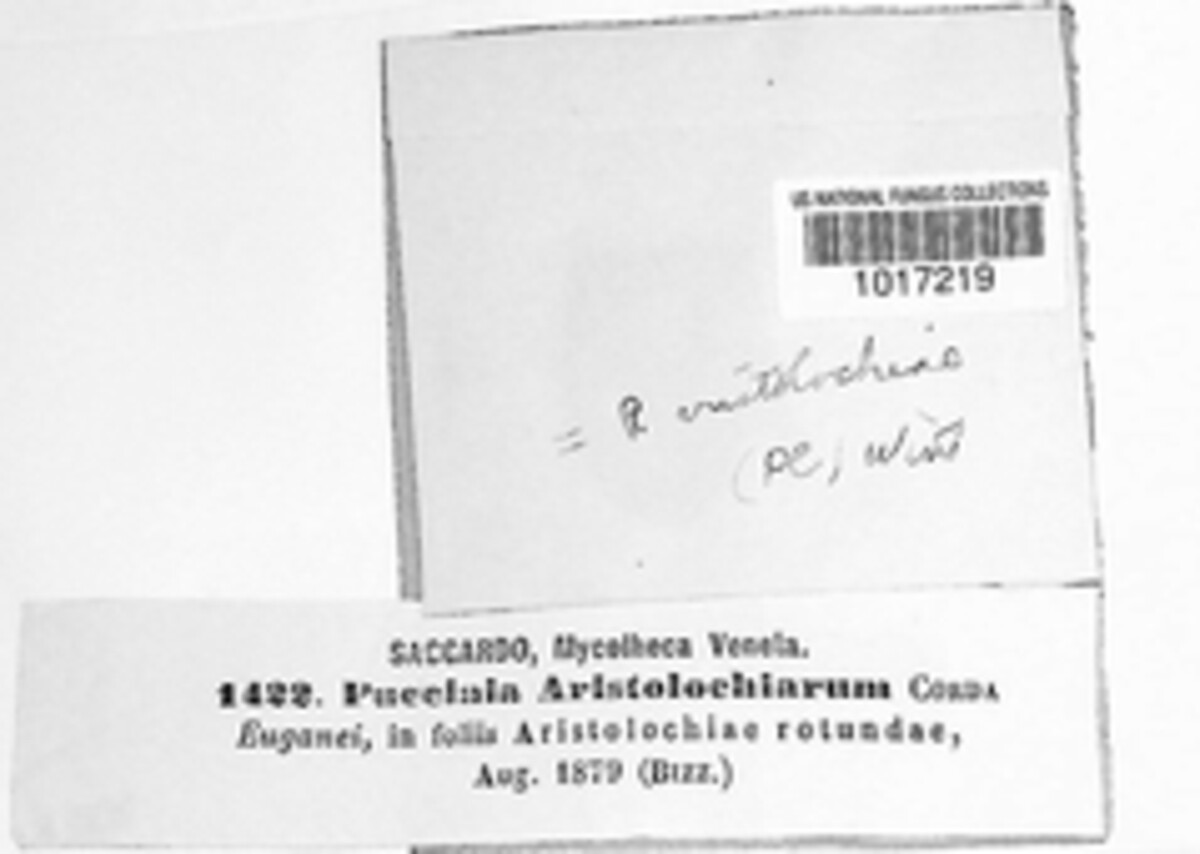 US NATIONAL FUNGUS COLLECTIONS
1017219
= P. aristolochiae
(DC) Wint
SACCARDO, Mycotheca Veneta.
1422. Puccinia Aristolochiarum CORDA
Euganei, in foliis Aristolochiae rotundae,
Aug. 1879 (BIZZ.)